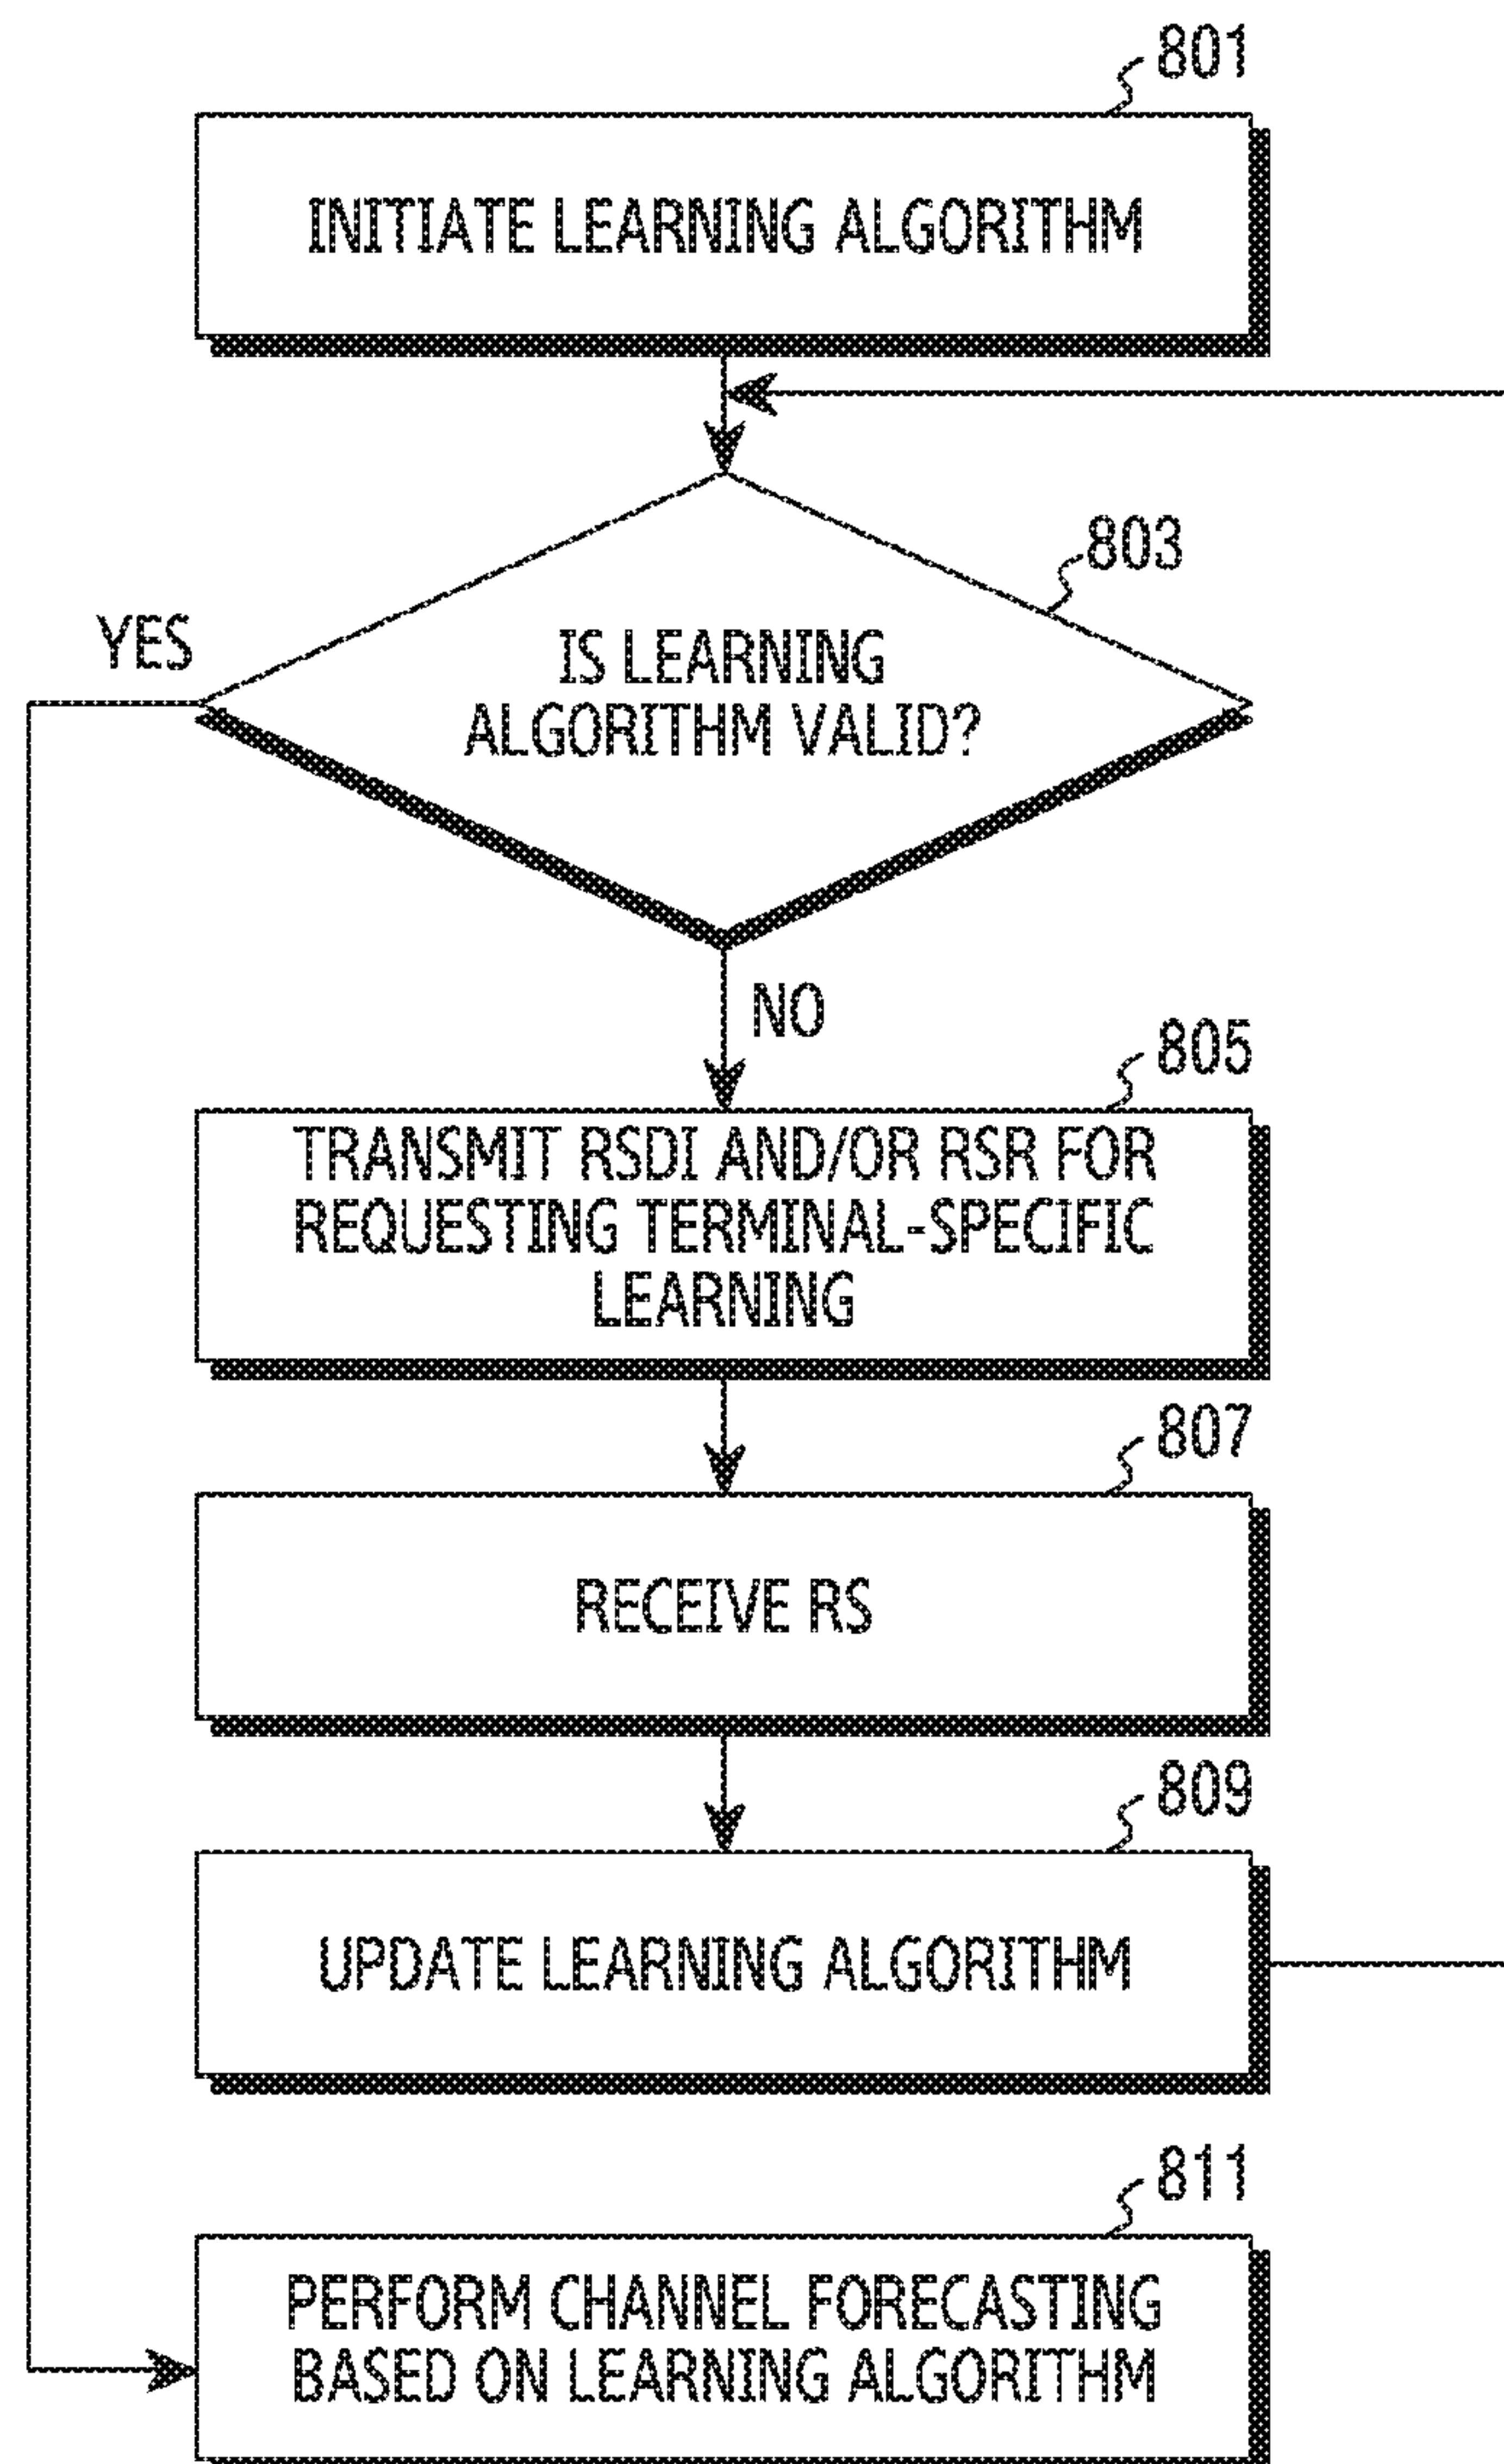 801
INITIATE LEARNING ALGORITHM
803
YES
IS LEARNING
ALGORITHM VALID?
NO
805
TRANSMIT RSDI AND/OR RSR FOR
REQUESTING TERMINAL-SPECIFIC
LEARNING
807
RECEIVE RS
809
UPDATE LEARNING ALGORITHM
811
PERFORM CHANNEL FORECASTING
BASED ON LEARNING ALGORITHM